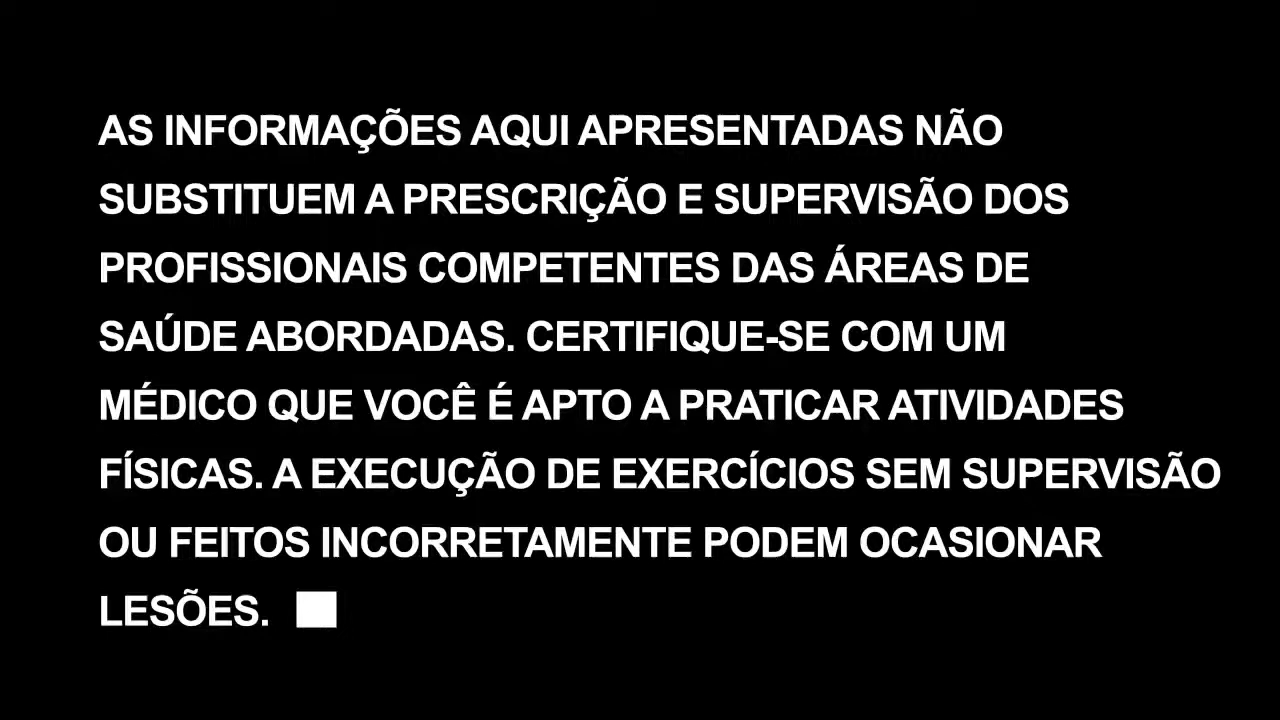 AS INFORMAÇÕES AQUI APRESENTADAS NÃO
SUBSTITUEM A PRESCRIÇÃO E SUPERVISÃO DOS
PROFISSIONAIS COMPETENTES DAS ÁREAS DE
SAÚDE ABORDADAS. CERTIFIQUE-SE COM UM
MÉDICO QUE VOCÊ É APTO A PRATICAR ATIVIDADES
FÍSICAS. A EXECUÇÃO DE EXERCÍCIOS SEM SUPERVISÃO
OU FEITOS INCORRETAMENTE PODEM OCASIONAR
LESÕES.